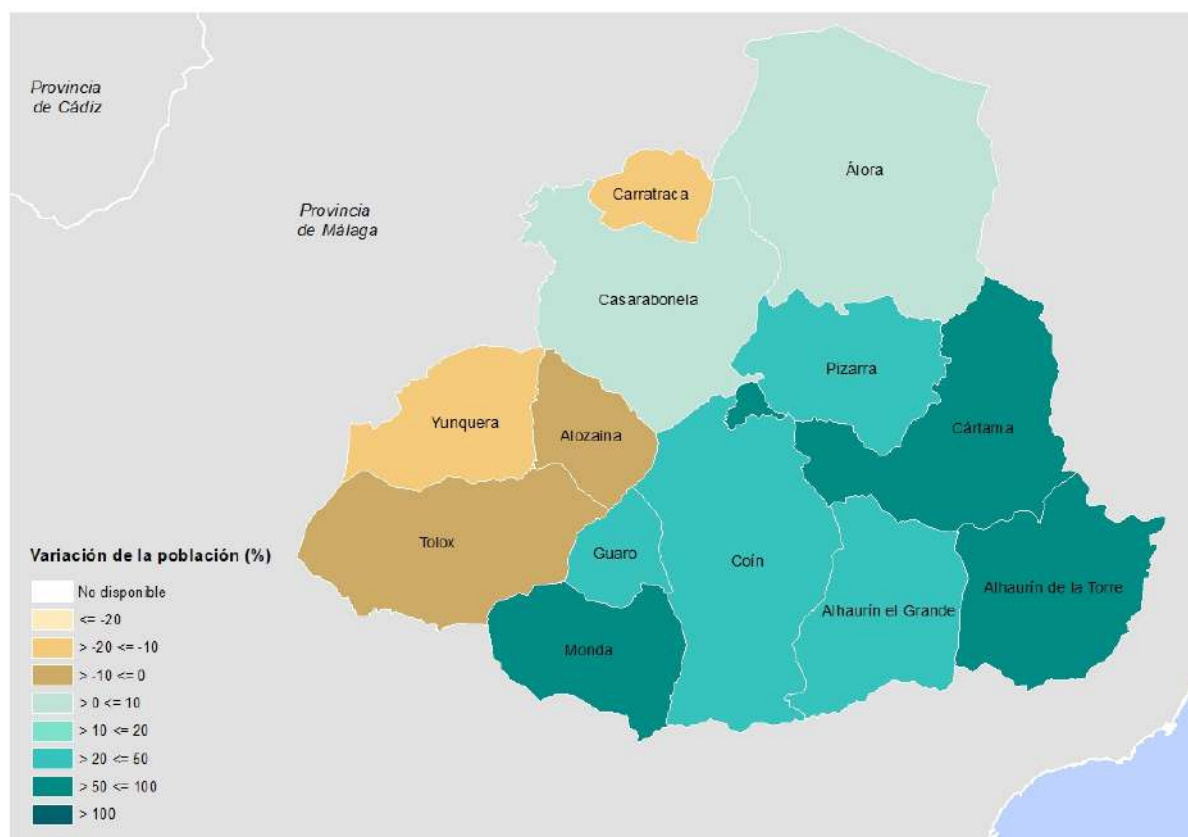 Provincia
de Cádiz
Provincia
de Málaga
Álora
Carratraca
Casarabonela
Pizarra
Yunquera
Alozaina
Cártama
Tolox
Guaro
Coín
Alhaurín el Grande
Alhaurín de la Torre
Monda
Variación de la población (%)
No disponible
<= -20
> -20 <= -10
> -10 <= 0
> 0 <= 10
> 10 <= 20
> 20 <= 50
> 50 <= 100
> 100